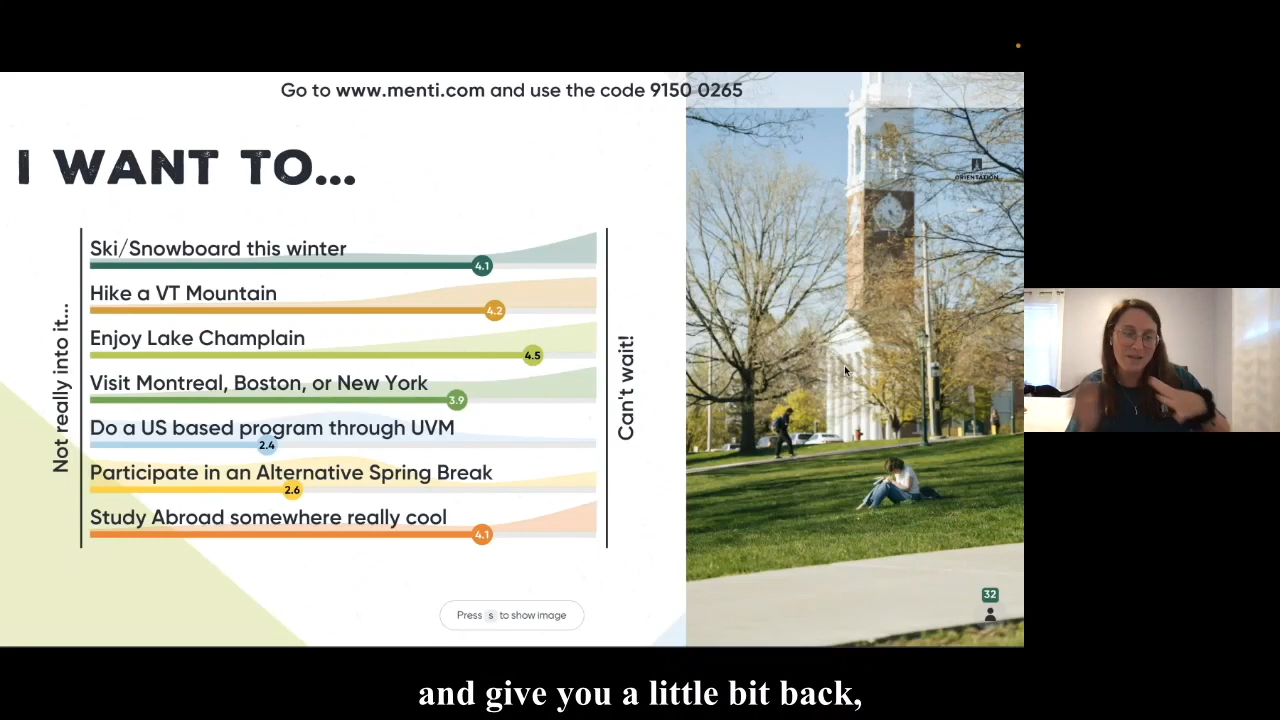 Go to www.menti.com and use the code 9150 0265
I WANT TO...
ORIENTATION
Not really into it...
Ski/Snowboard this winter
4.1
Hike a VT Mountain
4.2
Enjoy Lake Champlain
4.5
Visit Montreal, Boston, or New York
3.9
Do a US based program through UVM
2.4
Participate in an Alternative Spring Break
2.6
Study Abroad somewhere really cool
4.1
Can't wait!
Press s to show image
32
and give you a little bit back,